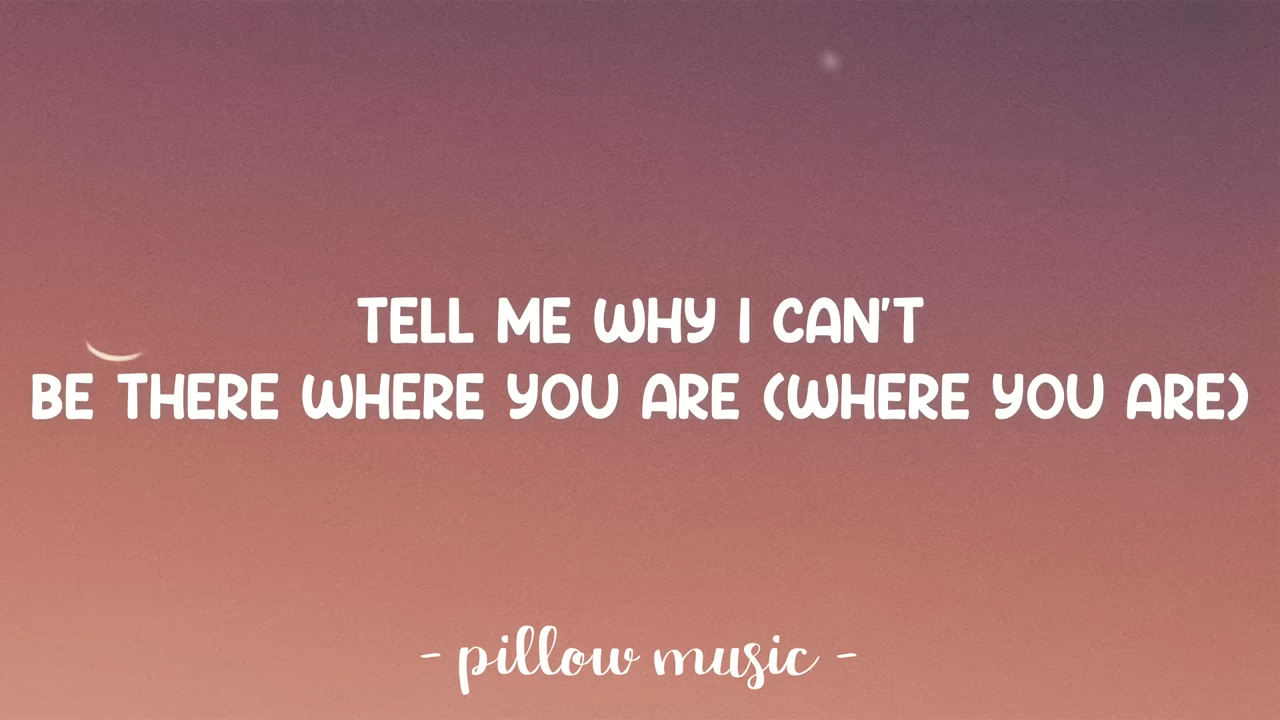 TELL ME WHY I CAN'T
BE THERE WHERE YOU ARE (WHERE YOU ARE)
- pillow music -